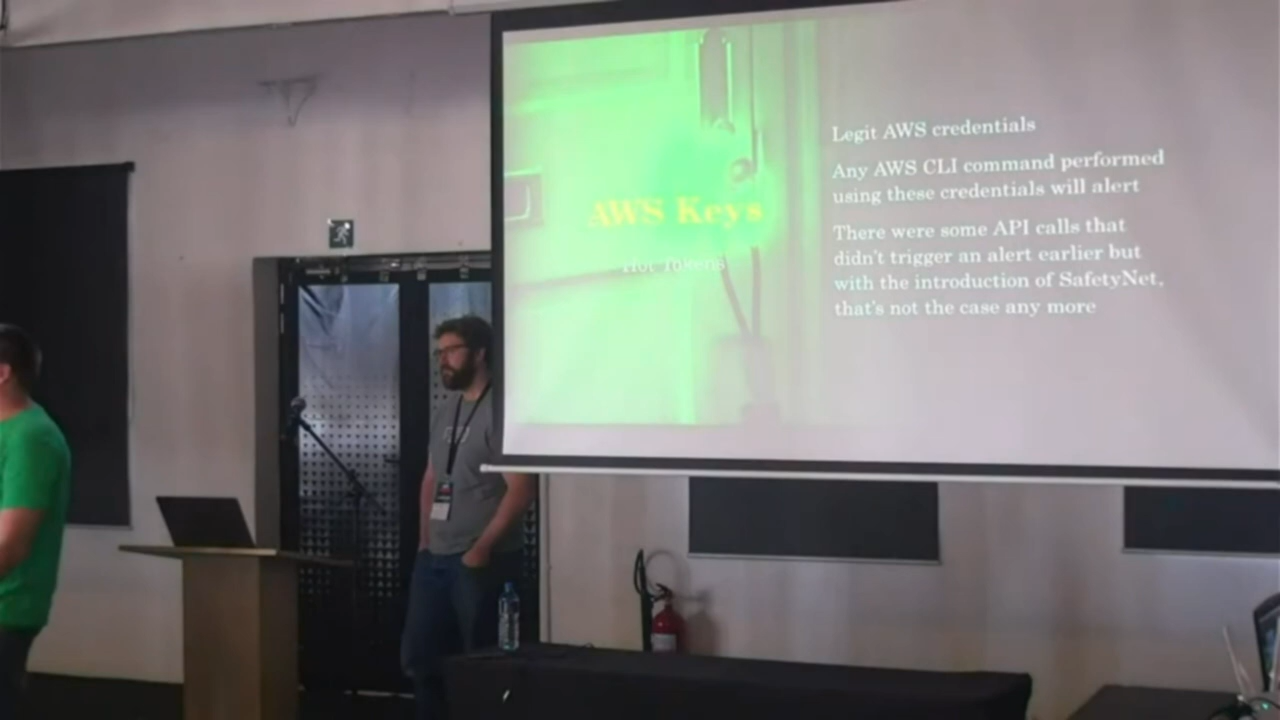 AWS Keys
Hot Tokens
Legit AWS credentials
Any AWS CLI command performed
using these credentials will alert
There were some API calls that
didn't trigger an alert earlier but
with the introduction of SafetyNet,
that's not the case any more